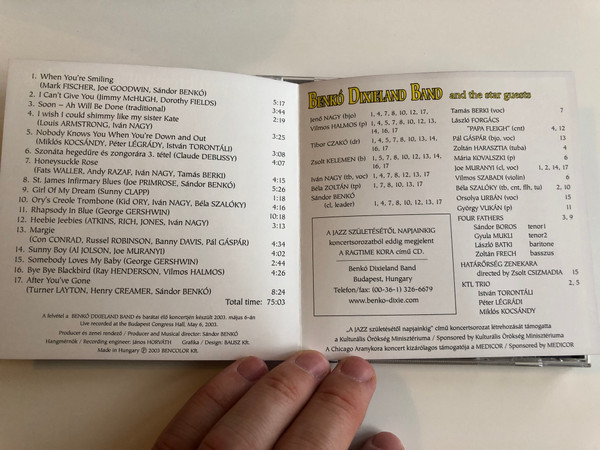 1. When You're Smiling
(Mark FISCHER, Joe GOODWIN, Sándor BENKÓ) 5:17
2. I Can't Give You (Jimmy McHUGH, Dorothy FIELDS) 3:44
3. Soon – Ah Will Be Done (traditional) 2:19
4. I wish I could shimmy like my sister Kate
(Louis ARMSTRONG, Iván NAGY) 3:25
5. Nobody Knows You When You're Down and Out
(Miklós KOCSÁNDY, Péter LÉGRÁDI, István TORONTÁLI) 3:08
6. Szonáta hegedűre és zongorára 3. tétel (Claude DEBUSSY) 4:07
7. Honeysuckle Rose
(Fats WALLER, Andy RAZAF, Iván NAGY, Tamás BERKI) 4:15
8. St. James Infirmary Blues (Joe PRIMROSE, Sándor BENKÓ) 5:26
9. Girl Of My Dream (Sunny CLAPP) 1:18
10. Ory's Creole Trombone (Kid ORY, Iván NAGY, Béla SZALÓKY) 4:16
11. Rhapsody In Blue (George GERSHWIN) 10:18
12. Heebie Jeebies (ATKINS, RICH, JONES, Iván NAGY) 3:13
13. Margie
(Con CONRAD, Russel ROBINSON, Banny DAVIS, Pál GÁSPÁR) 4:34
14. Sunny Boy (Al JOLSON, Joe MURANYI) 4:02
15. Somebody Loves My Baby (George GERSHWIN) 2:44
16. Bye Bye Blackbird (Ray HENDERSON, Vilmos HALMOS) 4:26
17. After You've Gone
(Turner LAYTON, Henry CREAMER, Sándor BENKÓ) 8:24
Total time: 75:03
A felvétel a BENKÓ DIXIELAND BAND és barátai élő koncertjén készült 2003. május 6-án
Live recorded at the Budapest Congress Hall, May 6, 2003.
Producer és zenei rendező / Producer and Musical director: Sándor BENKÓ
Hangmérnök / Recording engineer: János HORVÁTH Grafika / Design: BAUSZ Kft.
Made in Hungary ℗ 2003 BENCOLOR Kft.
BENKÓ DIXIELAND BAND and the star guests
Jenő NAGY (bjo) 1, 4, 7, 8, 10, 12, 17,
Vilmos HALMOS (p) 1, 4, 5, 7, 8, 10, 12, 13,
14, 16, 17
Tibor CZAKÓ (dr) 1, 4, 5, 7, 8, 10, 13, 14,
16, 17
Zsolt KELEMEN (b) 1, 5, 7, 8, 10, 12, 13, 14,
16, 17
Iván NAGY (tb, voc) 1, 4, 7, 8, 12, 13, 17
Béla ZOLTÁN (tp) 1, 7, 8, 10, 13, 17
Sándor BENKÓ
(cl, leader) 1, 4, 7, 8, 10, 12, 13, 17
A JAZZ SZÜLETÉSÉTŐL NAPJAINKIG
koncertsorozatból eddig megjelent
A RAGTIME KORA című CD.
Benkó Dixieland Band
Budapest, Hungary
Telefon/fax: (00-36-1) 326-6679
www.benko-dixie.com
Tamás BERKI (voc) 7
László FORGÁCS
"PAPA FLEIGH" (cnt) 4, 12
Pál GÁSPÁR (bjo, voc) 13
Zoltán HARASZTIA (tuba) 4
Mária KOVALSZKI (p) 6
Joe MURANYI (cl, voc) 1, 2, 14, 17
Vilmos SZABADI (violin) 6
Béla SZALÓKY (tb, cnt, flh, tu) 2, 10
Orsolya URBÁN (voc) 15
György VUKÁN (p) 11
FOUR FATHERS 3, 9
Sándor BOROS tenor1
Gyula MUKLI tenor2
László BATKI baritone
Zoltán FRECH basszus
HATÁRŐRSÉG ZENEKARA
directed by Zsolt CSIZMADIA 15
KTL TRIO 2, 5
István TORONTÁLI
Péter LÉGRÁDI
Miklós KOCSÁNDY
„A JAZZ születésétől napjainkig" című koncertsorozat létrehozását támogatta
a Kulturális Örökség Minisztériuma / Sponsored by Kulturális Örökség Minisztériuma
A Chicago Aranykora koncert kizárólagos támogatója a MEDICOR / Sponsored by MEDICOR